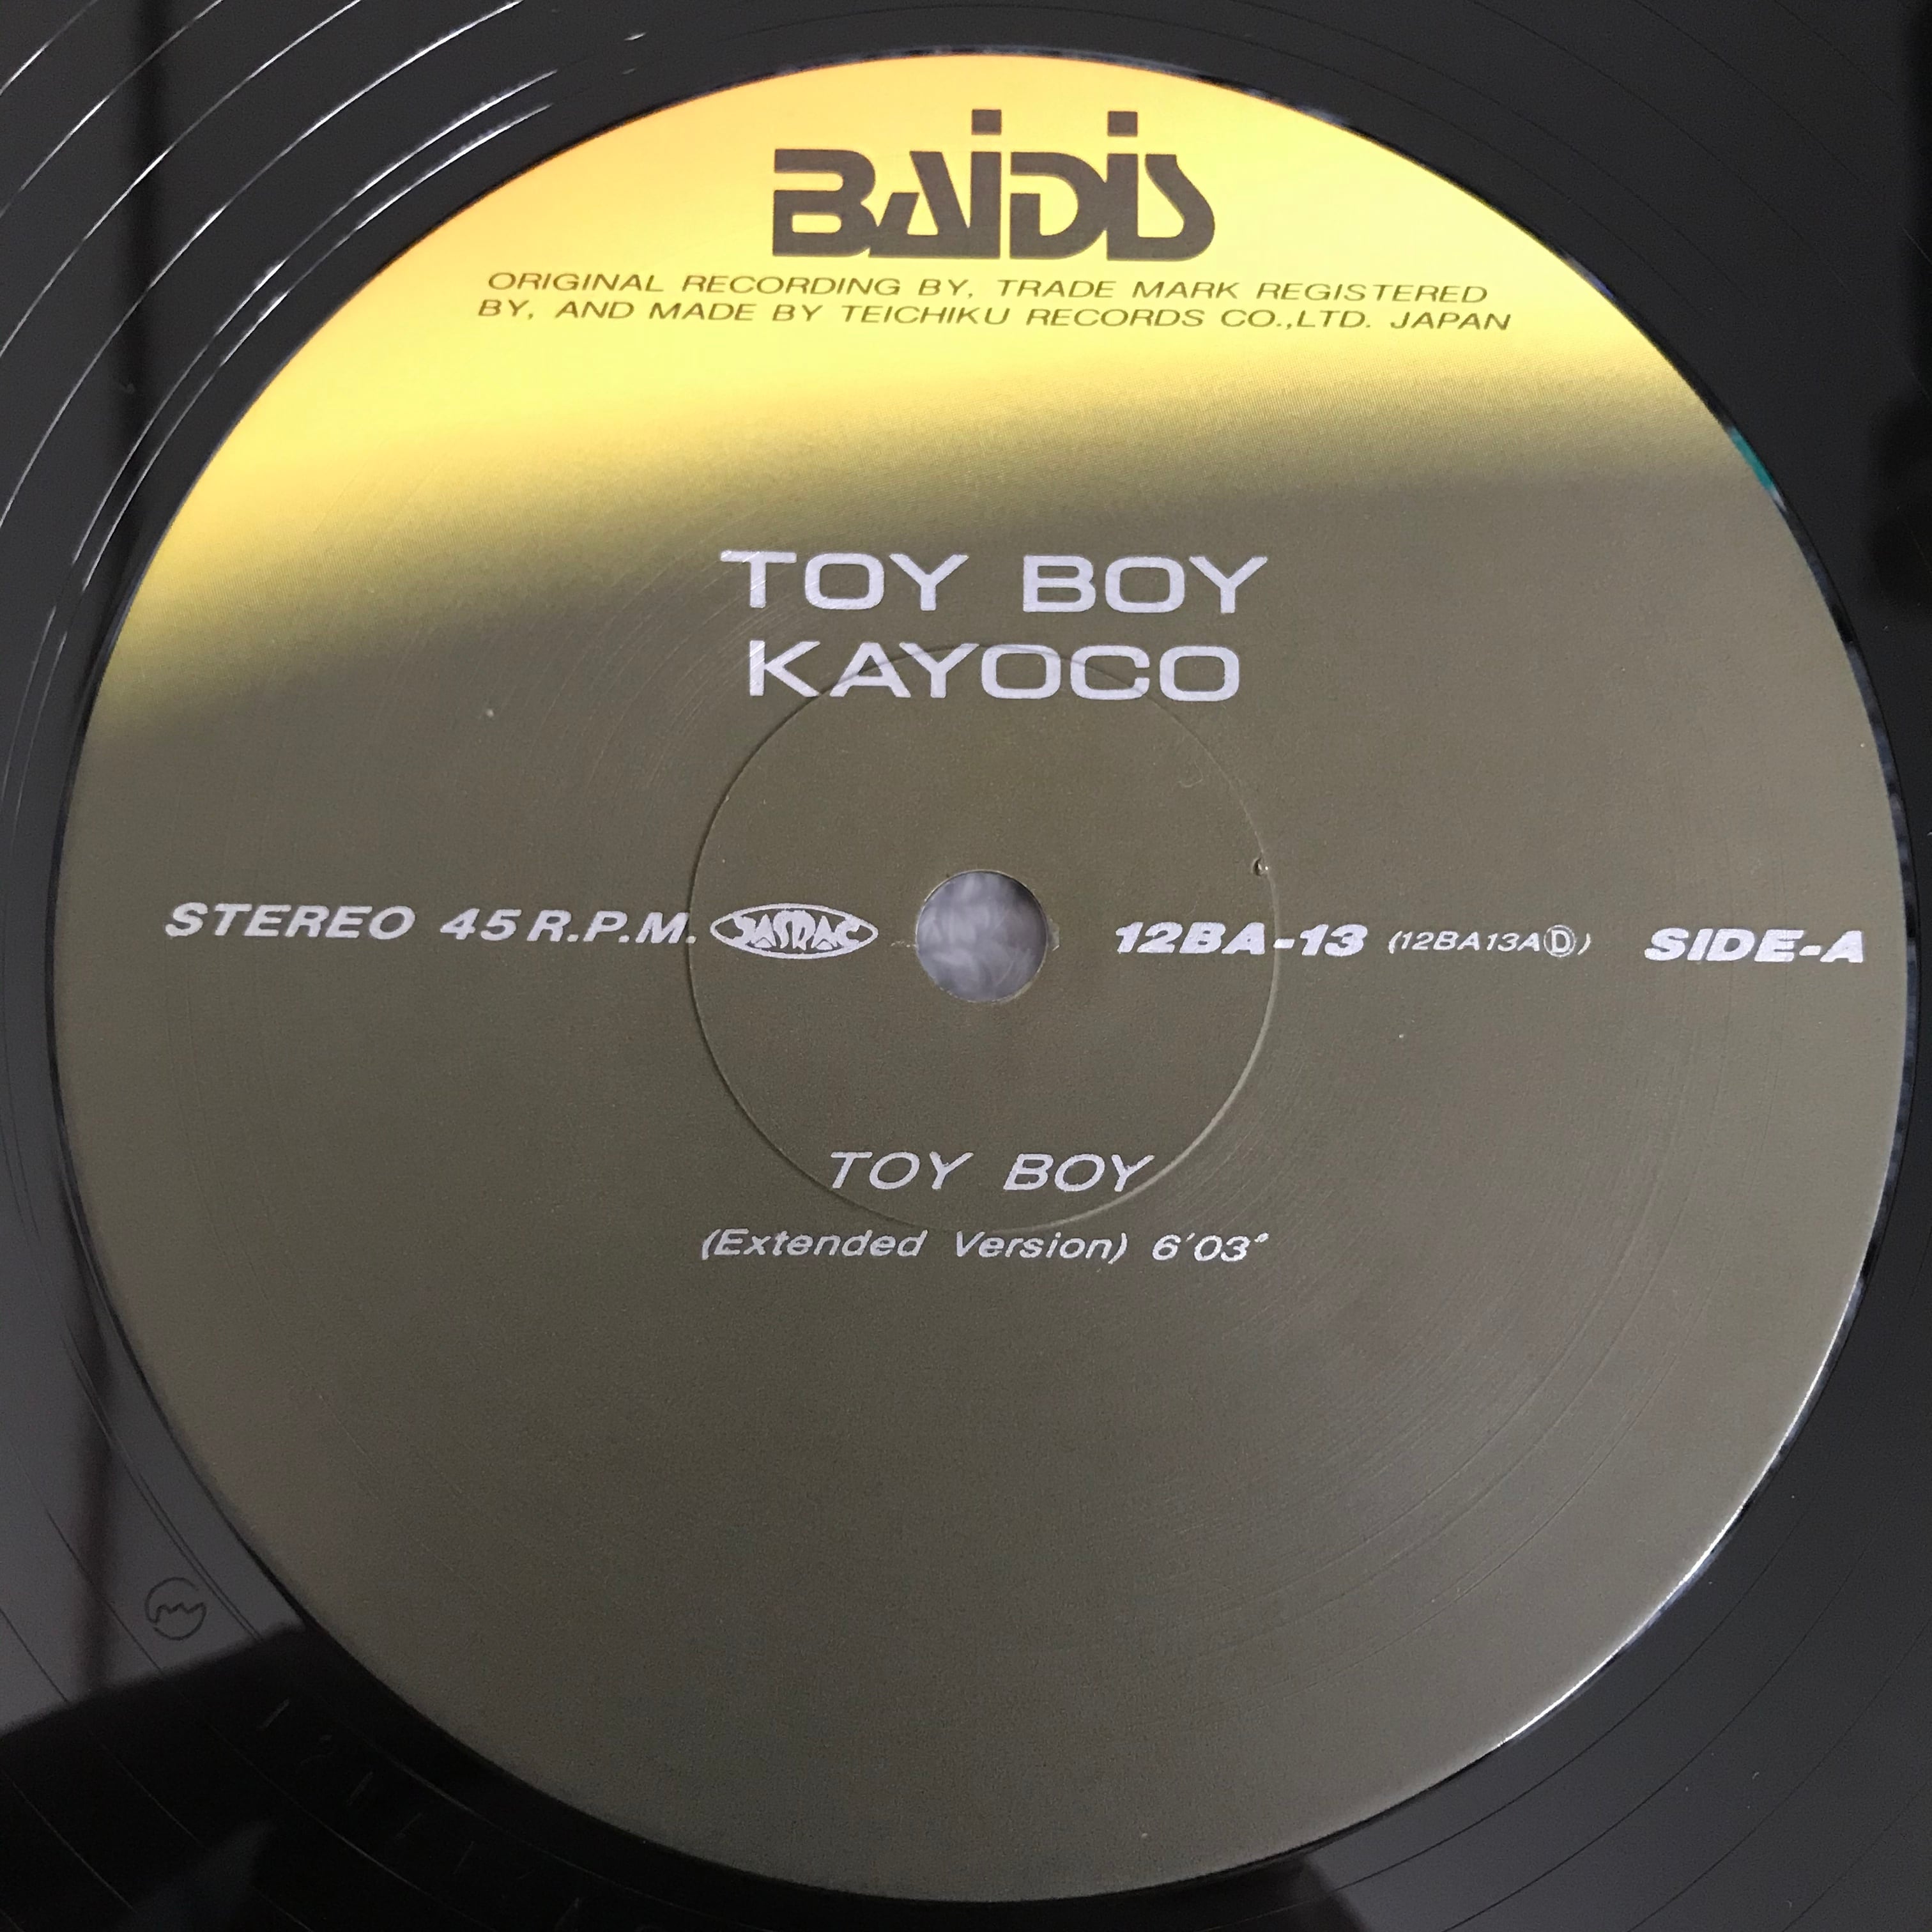 BAIDIS
ORIGINAL RECORDING BY, TRADE MARK REGISTERED
BY, AND MADE BY TEICHIKU RECORDS CO.,LTD. JAPAN
TOY BOY
KAYOCO
STEREO 45 R.P.M. JASRAC 12BA-13 (12BA13AⒹ) SIDE-A
TOY BOY
(Extended Version) 6'03"